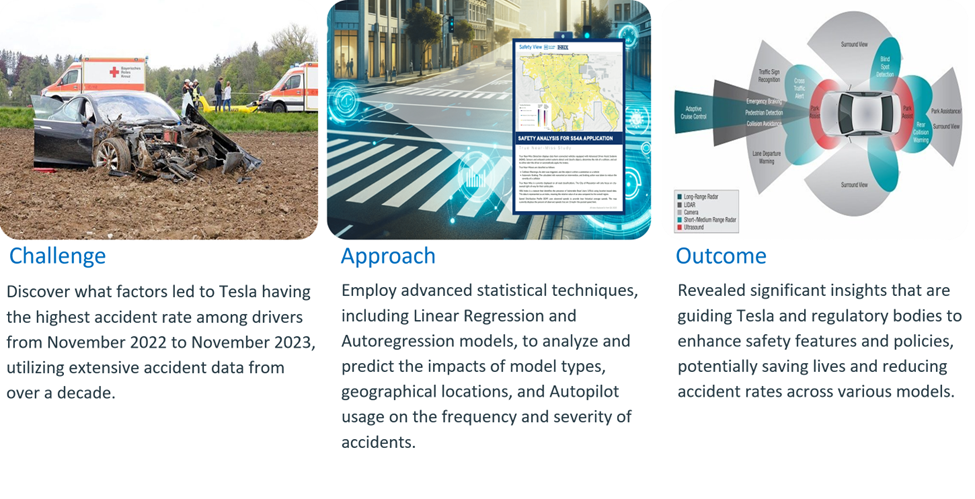 Bayerisches
Rotes
Kreuz
Safety View
SAFETY ANALYSIS FOR SS4A APPLICATION
Surround View
Traffic Sign
Recognition
Cross
Traffic
Alert
Blind
Spot
Detection
Adaptive
Cruise Control
Emergency Braking
Pedestrian Detection
Collision Avoidance
Park Assistance/
Surround View
Rear
Collision
Warning
Lane Departure
Warning
Surround View
Long-Range Radar
LIDAR
Camera
Short-/Medium Range Radar
Ultrasound
Challenge
Discover what factors led to Tesla having
the highest accident rate among drivers
from November 2022 to November 2023,
utilizing extensive accident data from
over a decade.
Approach
Employ advanced statistical techniques,
including Linear Regression and
Autoregression models, to analyze and
predict the impacts of model types,
geographical locations, and Autopilot
usage on the frequency and severity of
accidents.
Outcome
Revealed significant insights that are
guiding Tesla and regulatory bodies to
enhance safety features and policies,
potentially saving lives and reducing
accident rates across various models.